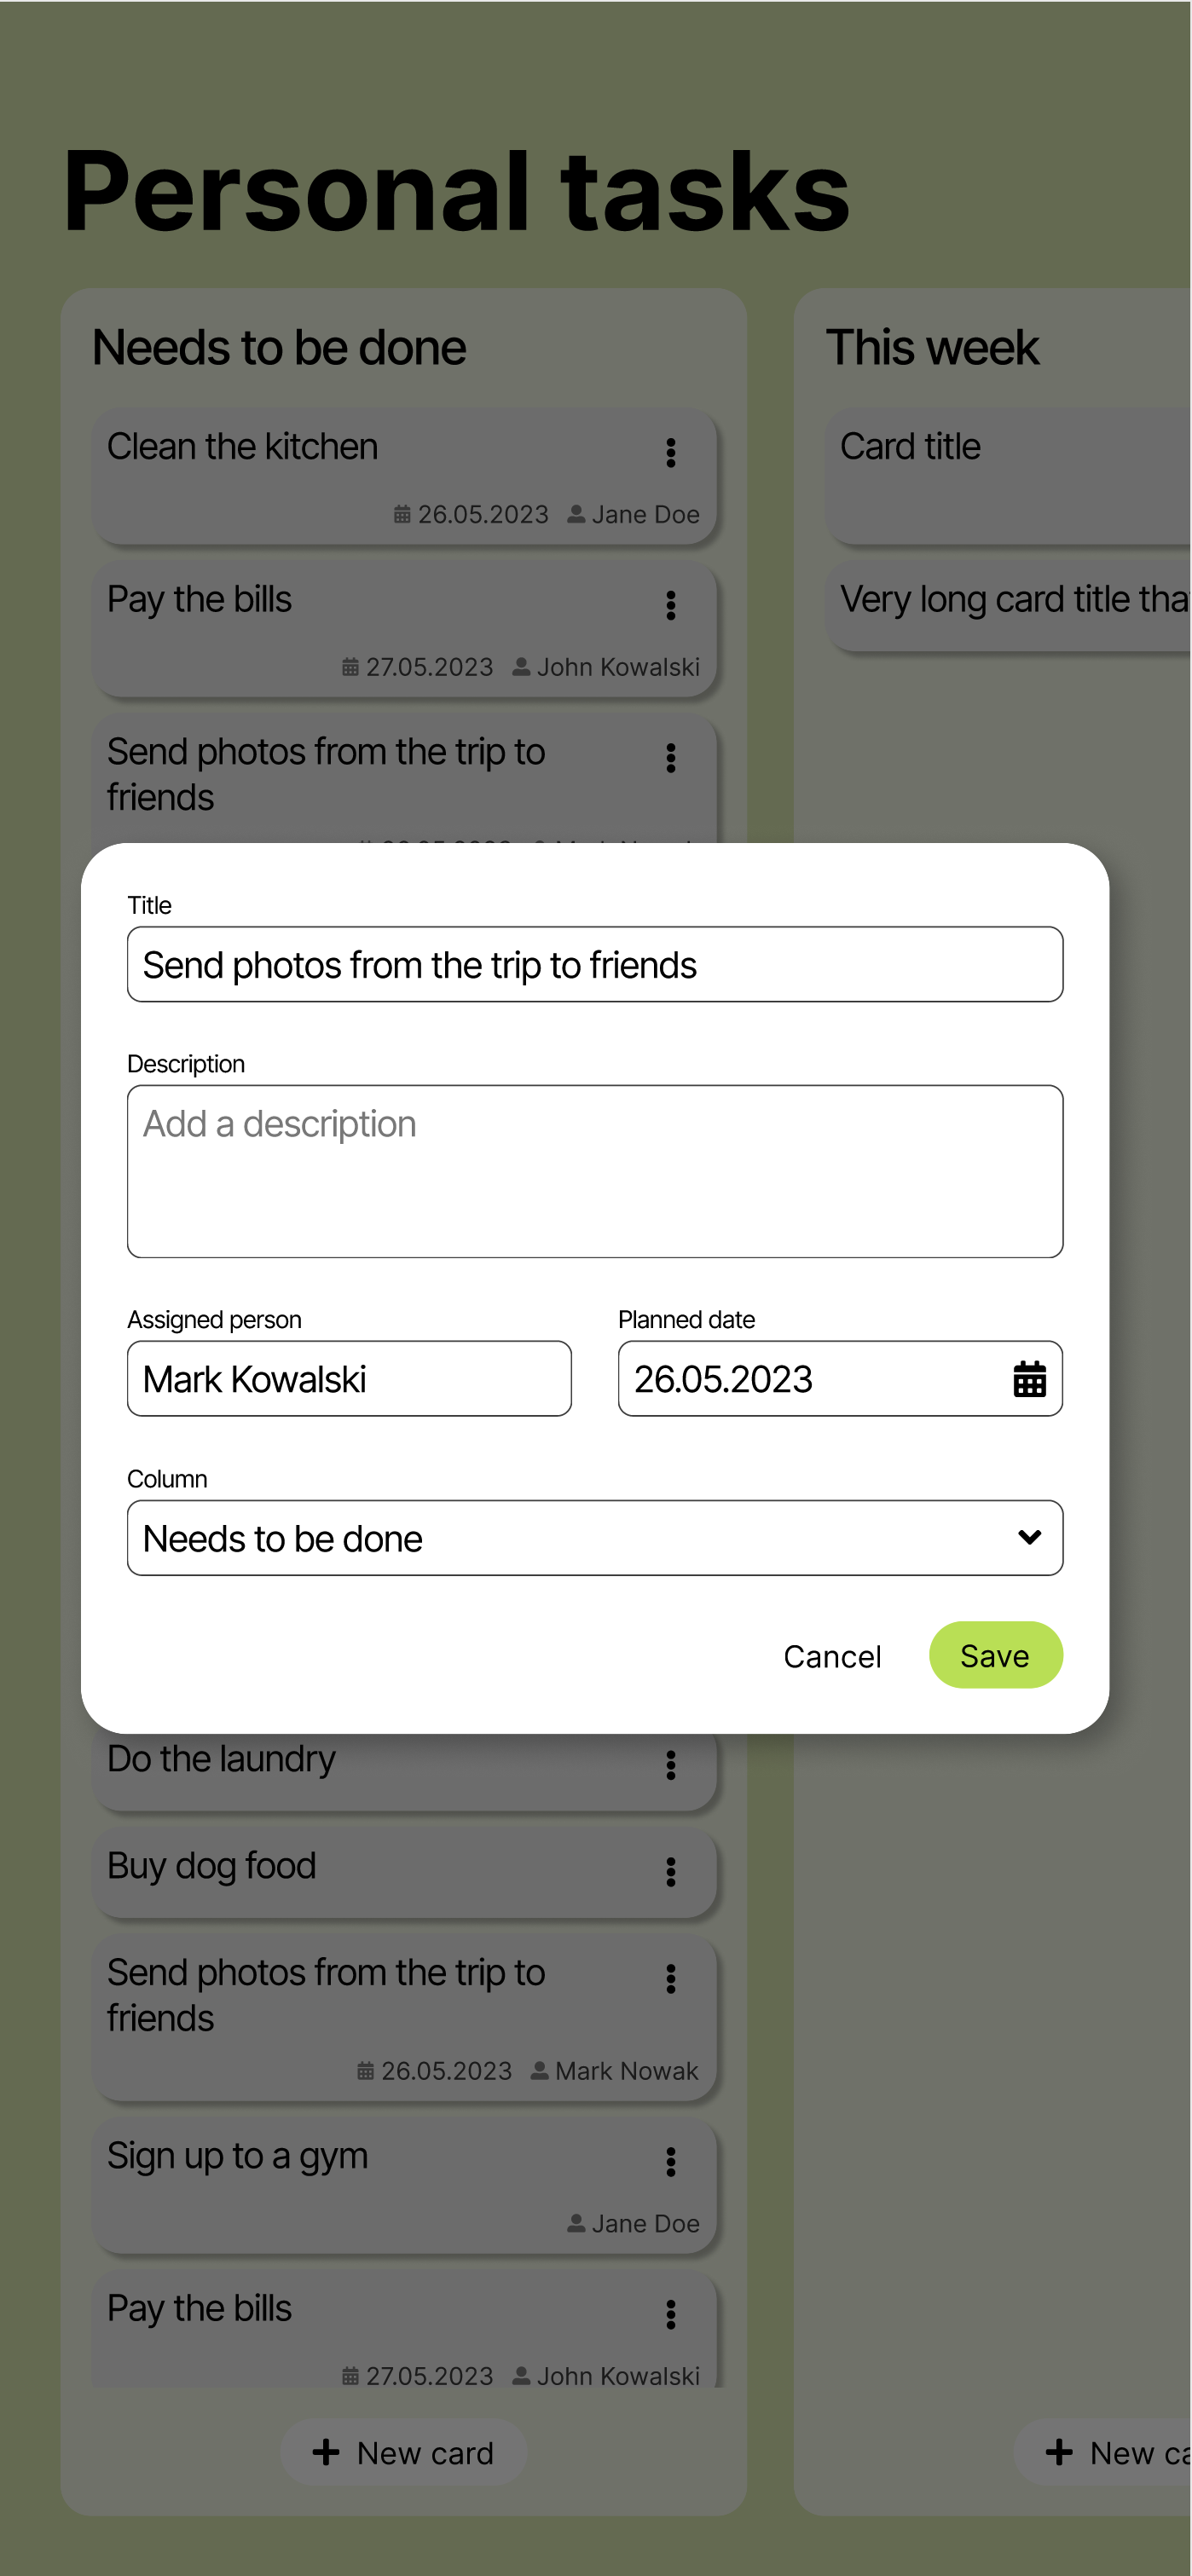 Personal tasks
Needs to be done
Clean the kitchen
26.05.2023 Jane Doe
Pay the bills
27.05.2023 John Kowalski
Send photos from the trip to
friends
Title
Send photos from the trip to friends
Description
Add a description
Assigned person
Mark Kowalski
Planned date
26.05.2023
Column
Needs to be done
Cancel
Save
Do the laundry
Buy dog food
Send photos from the trip to
friends
26.05.2023 Mark Nowak
Sign up to a gym
Jane Doe
Pay the bills
27.05.2023 John Kowalski
New card
This week
Card title
Very long card title
New